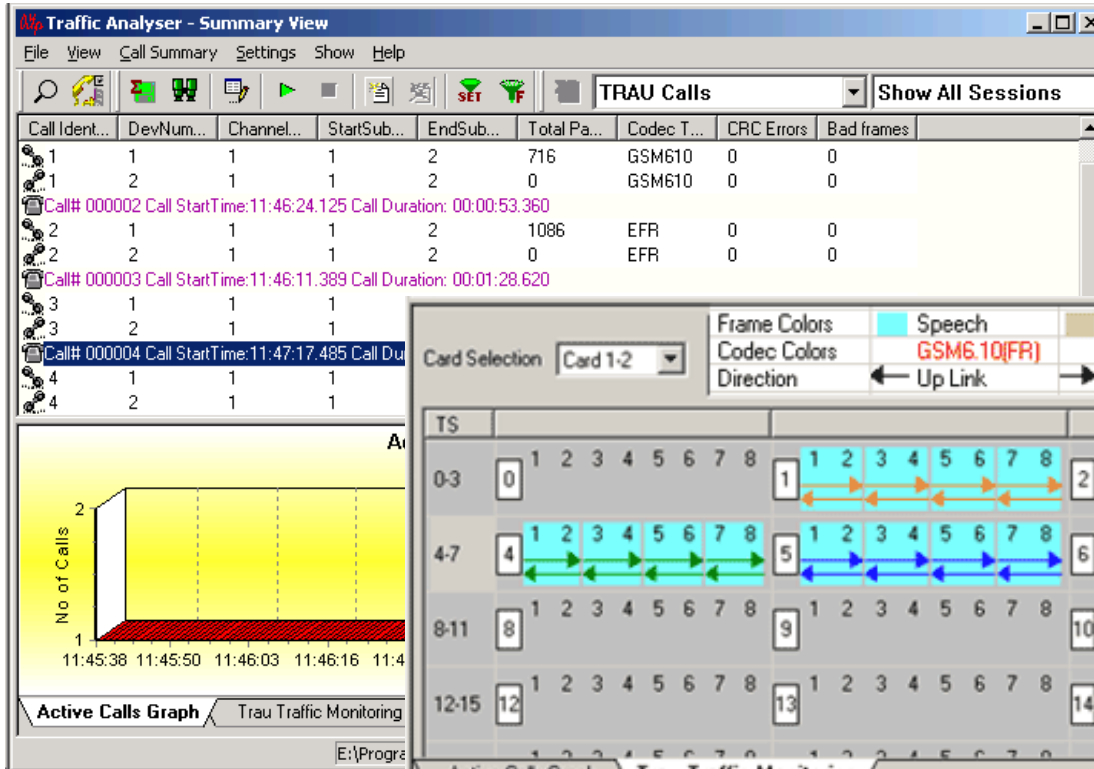 Traffic Analyser - Summary View
File View Call Summary Settings Show Help
SET F TRAU Calls Show All Sessions
Call Ident... DevNum... Channel... StartSub... EndSub... Total Pa... Codec T... CRC Errors Bad frames
1 1 1 1 2 716 GSM610 0 0
1 2 1 1 2 0 GSM610 0 0
Call# 000002 Call StartTime:11:46:24.125 Call Duration: 00:00:53.360
2 1 1 1 2 1086 EFR 0 0
2 2 1 1 2 0 EFR 0 0
Call# 000003 Call StartTime:11:46:11.389 Call Duration: 00:01:28.620
3 1 1 1
3 2 1 1
Call# 000004 Call StartTime:11:47:17.485 Call Du
4 1 1 1
4 2 1 1
Ac
No of Calls
2
1
11:45:38 11:45:50 11:46:03 11:46:16 11:4
Active Calls Graph Trau Traffic Monitoring
E:\Progra
Card Selection Card 1-2
Frame Colors Speech
Codec Colors GSM6.10(FR)
Direction Up Link
TS
0-3 0 1 2 3 4 5 6 7 8 1 1 2 3 4 5 6 7 8 2
4-7 4 1 2 3 4 5 6 7 8 5 1 2 3 4 5 6 7 8 6
8-11 8 1 2 3 4 5 6 7 8 9 1 2 3 4 5 6 7 8 10
12-15 12 1 2 3 4 5 6 7 8 13 1 2 3 4 5 6 7 8 14